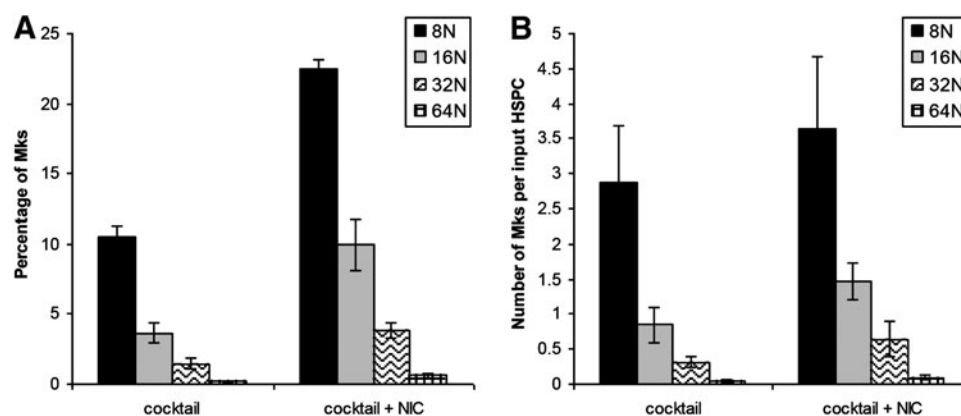 A
Percentage of Mks
25
20
15
10
5
0
8N
16N
32N
64N
cocktail
cocktail + NIC
B
Number of Mks per input HSPC
5
4.5
4
3.5
3
2.5
2
1.5
1
0.5
0
8N
16N
32N
64N
cocktail
cocktail + NIC